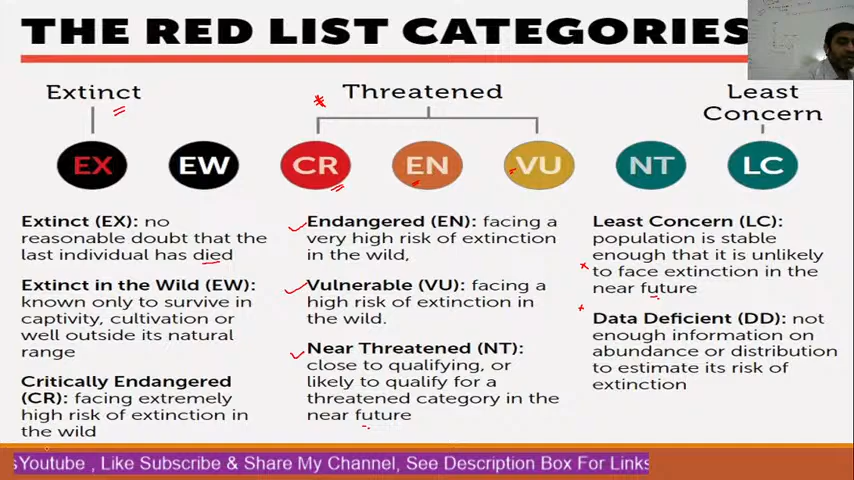 THE RED LIST CATEGORIES
Extinct
Threatened
Least
Concern
EX
EW
CR
EN
VU
NT
LC
Extinct (EX): no
reasonable doubt that the
last individual has died
Extinct in the Wild (EW):
known only to survive in
captivity, cultivation or
well outside its natural
range
Critically Endangered
(CR): facing extremely
high risk of extinction in
the wild
Endangered (EN): facing a
very high risk of extinction
in the wild,
Vulnerable (VU): facing a
high risk of extinction in
the wild.
Near Threatened (NT):
close to qualifying, or
likely to qualify for a
threatened category in the
near future
Least Concern (LC):
population is stable
enough that it is unlikely
to face extinction in the
near future
Data Deficient (DD): not
enough information on
abundance or distribution
to estimate its risk of
extinction
sYoutube , Like Subscribe & Share My Channel, See Description Box For Links